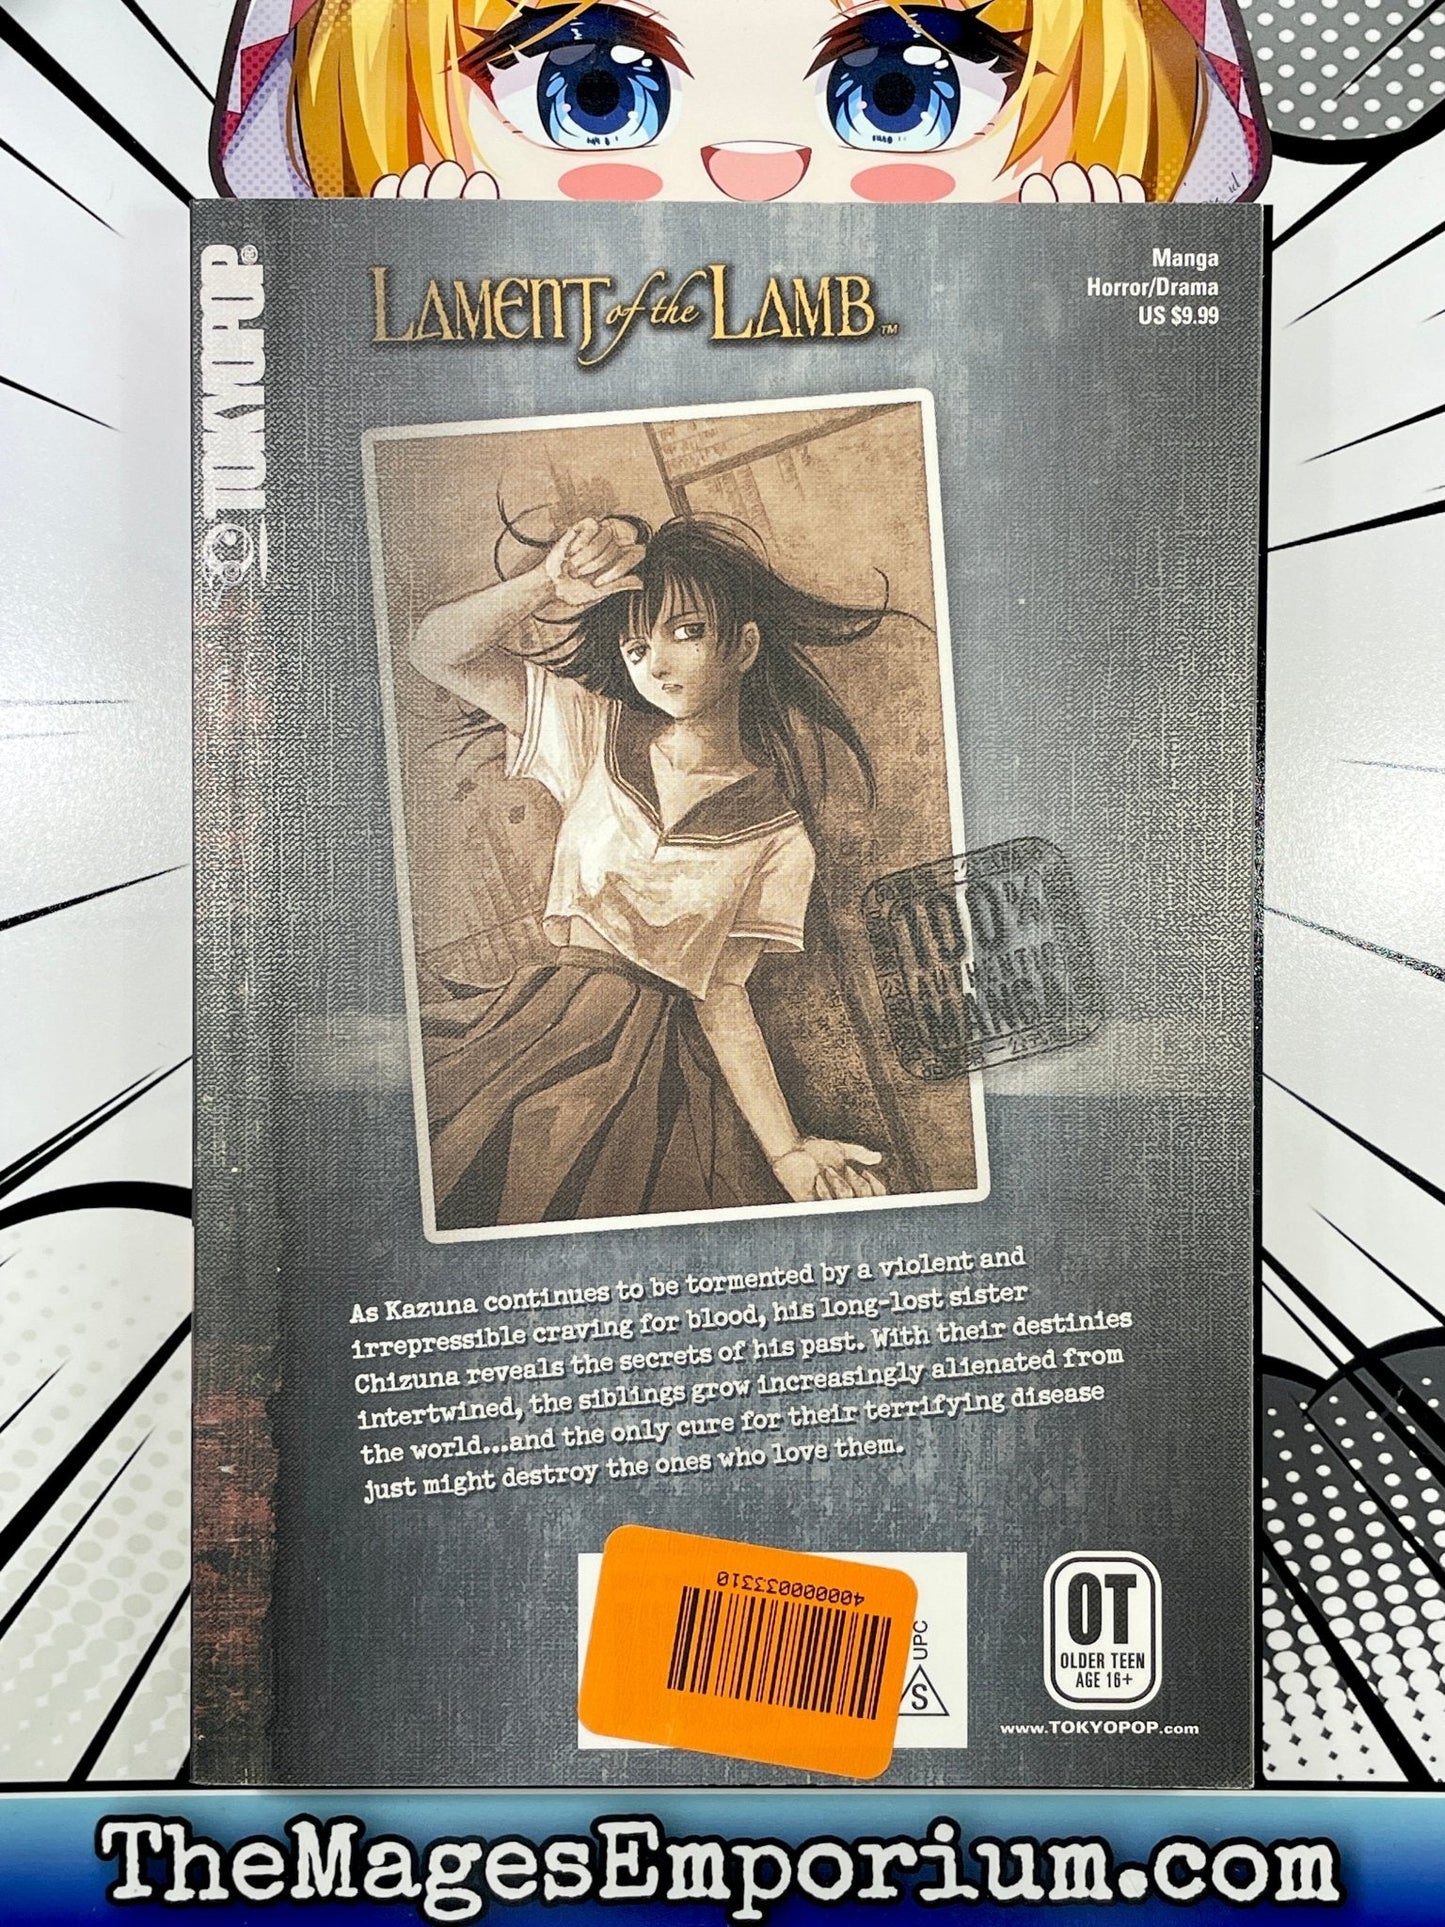 TOKYOPOP®
LAMENT of the LAMB™
Manga
Horror/Drama
US $9.99
100%
AUTHENTIC
MANGA
As Kazuna continues to be tormented by a violent and
irrepressible craving for blood, his long-lost sister
Chizuna reveals the secrets of his past. With their destinies
intertwined, the siblings grow increasingly alienated from
the world...and the only cure for their terrifying disease
just might destroy the ones who love them.
400000033310
UPC
S
OT
OLDER TEEN
AGE 16+
www.TOKYOPOP.com
TheMagesEmporium.com